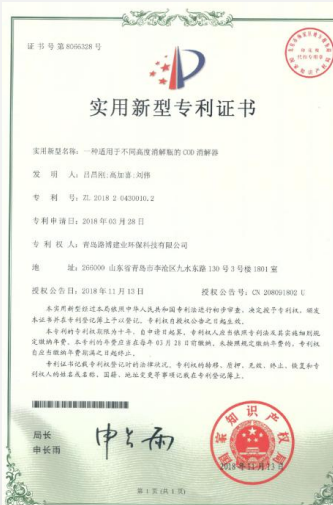 证 书 号 第8066328号
实用新型专利证书
实用新型名称：一种适用于不同高度消解瓶的COD消解器
发 明 人：吕昌刚;高加喜;刘伟
专 利 号：ZL 2018 2 0430010.2
专利申请日：2018年03月28日
专 利 权 人：青岛路博建业环保科技有限公司
地 址：266000 山东省青岛市李沧区九水东路130号3号楼1801室
授权公告日：2018年11月13日 授权公告号：CN 208091802 U
本实用新型经过本局依照中华人民共和国专利法进行初步审查，决定授予专利权，颁发
本证书并在专利登记簿上予以登记。专利权自授权公告之日起生效。
本专利的专利权期限为十年，自申请日起算。专利权人应当依照专利法及其实施细则规
定缴纳年费。本专利的年费应当在每年03月28日前缴纳。未按照规定缴纳年费的，专利权
自应当缴纳年费期满之日起终止。
专利证书记载专利权登记时的法律状况。专利权的转移、质押、无效、终止、恢复和专利
权人的姓名或名称、国籍、地址变更等事项记载在专利登记簿上。
局长
申长雨
申长雨
国家知识产权局
2018年11月13日
第 1 页 (共 1 页)